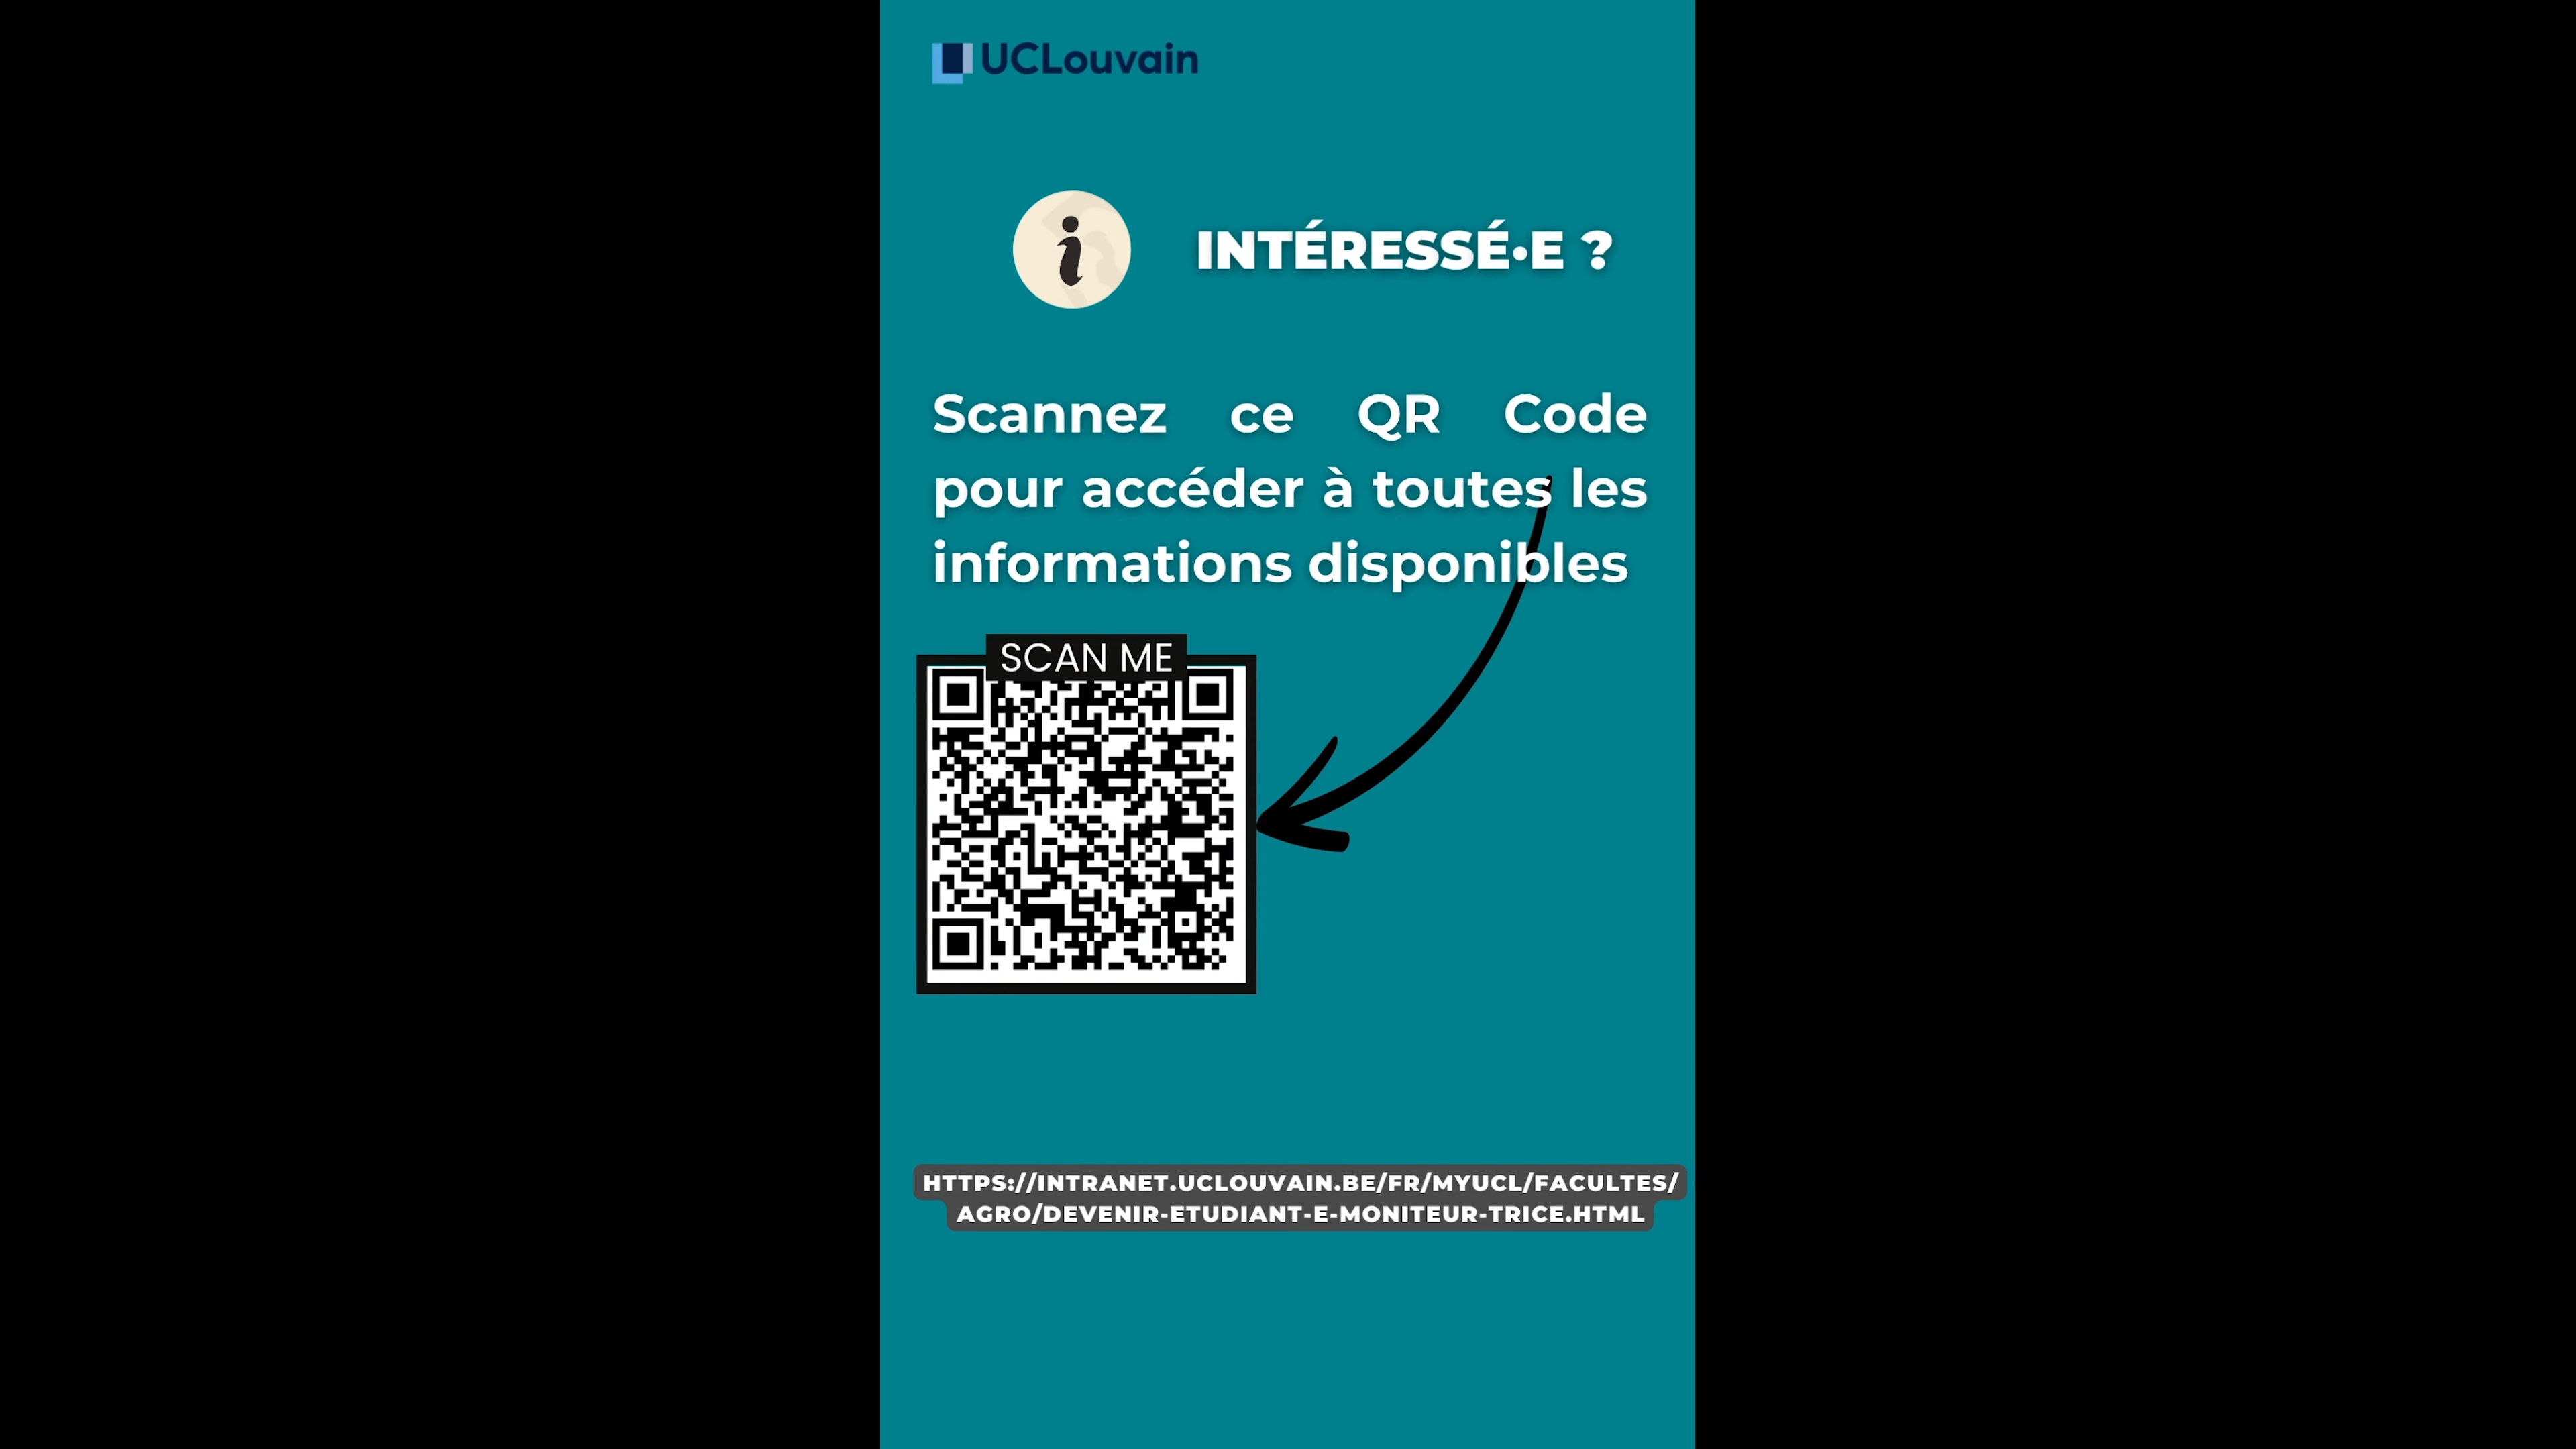 UCLouvain
i
INTÉRESSÉ•E ?
Scannez ce QR Code
pour accéder à toutes les
informations disponibles
SCAN ME
HTTPS://INTRANET.UCLOUVAIN.BE/FR/MYUCL/FACULTES/
AGRO/DEVENIR-ETUDIANT-E-MONITEUR-TRICE.HTML